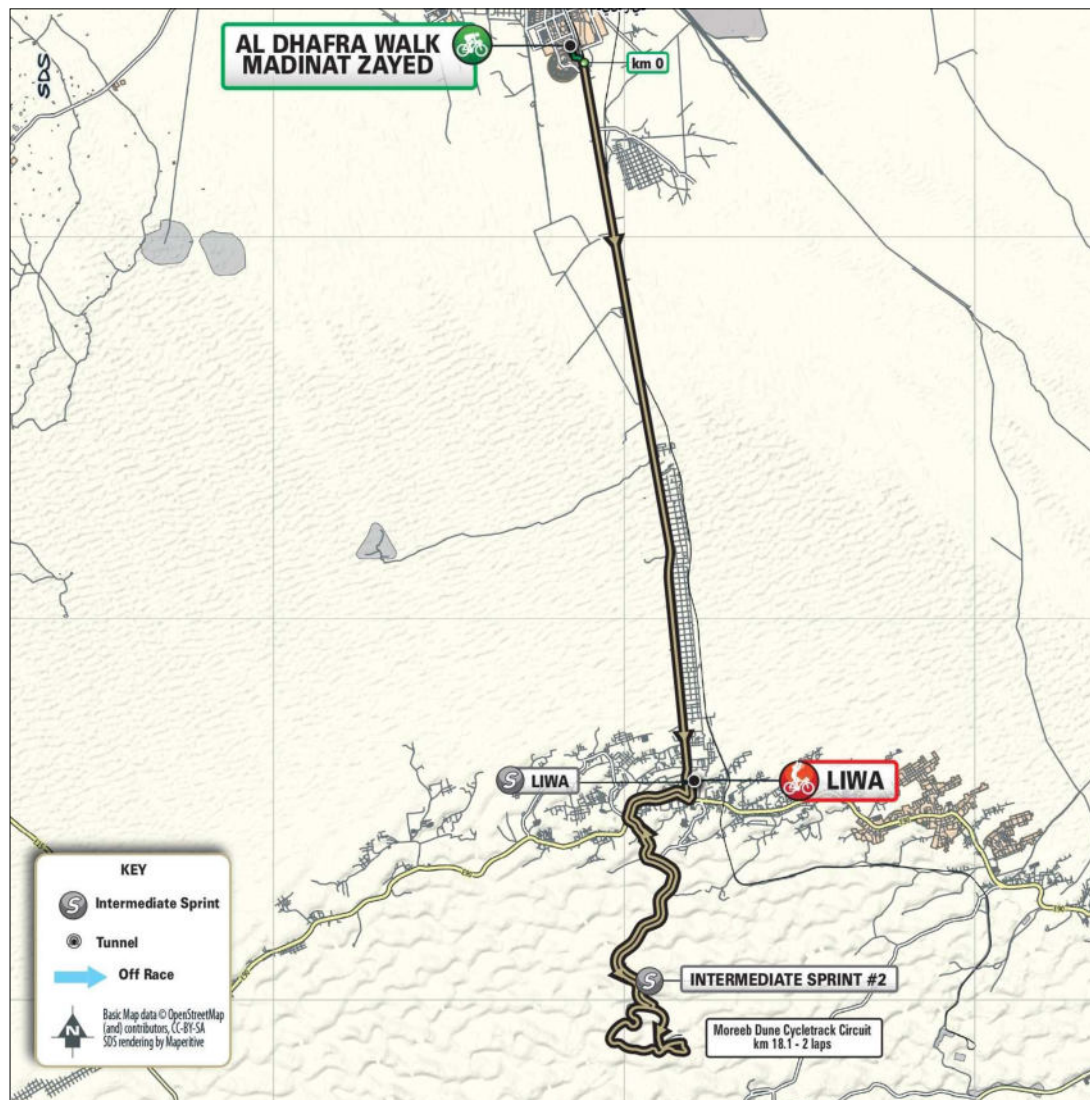 SDS
AL DHAFRA WALK
MADINAT ZAYED
km 0
S LIWA
LIWA
S INTERMEDIATE SPRINT #2
Moreeb Dune Cycletrack Circuit
km 18.1 - 2 laps
KEY
S Intermediate Sprint
Tunnel
Off Race
N
Basic Map data © OpenStreetMap
(and) contributors, CC-BY-SA
SDS rendering by Maperitive